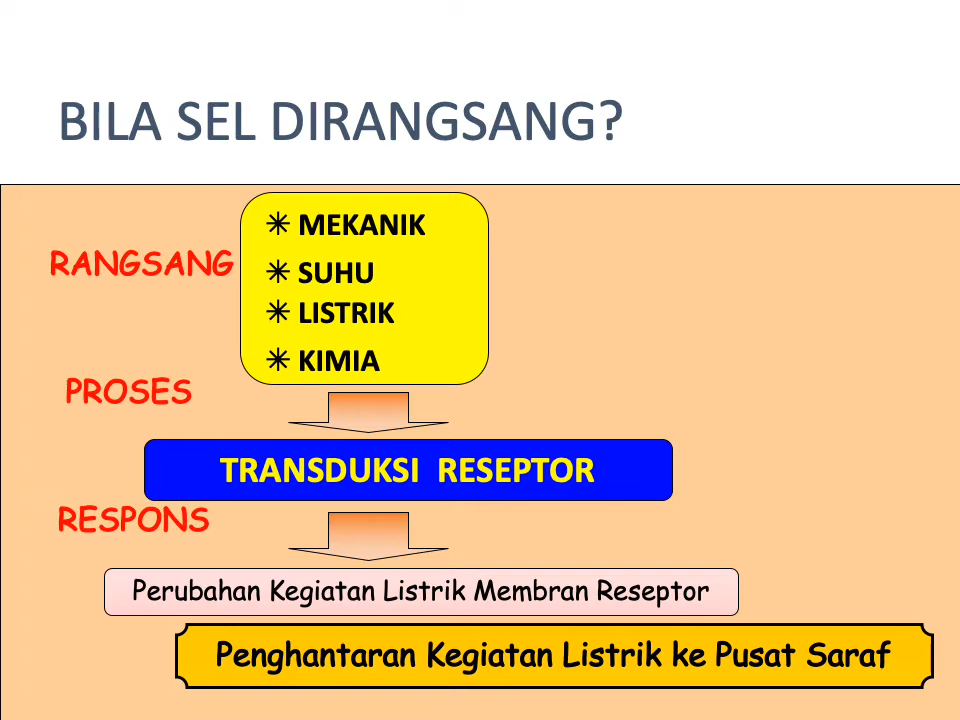 BILA SEL DIRANGSANG?
RANGSANG
✳ MEKANIK
✳ SUHU
✳ LISTRIK
✳ KIMIA
PROSES
TRANSDUKSI RESEPTOR
RESPONS
Perubahan Kegiatan Listrik Membran Reseptor
Penghantaran Kegiatan Listrik ke Pusat Saraf